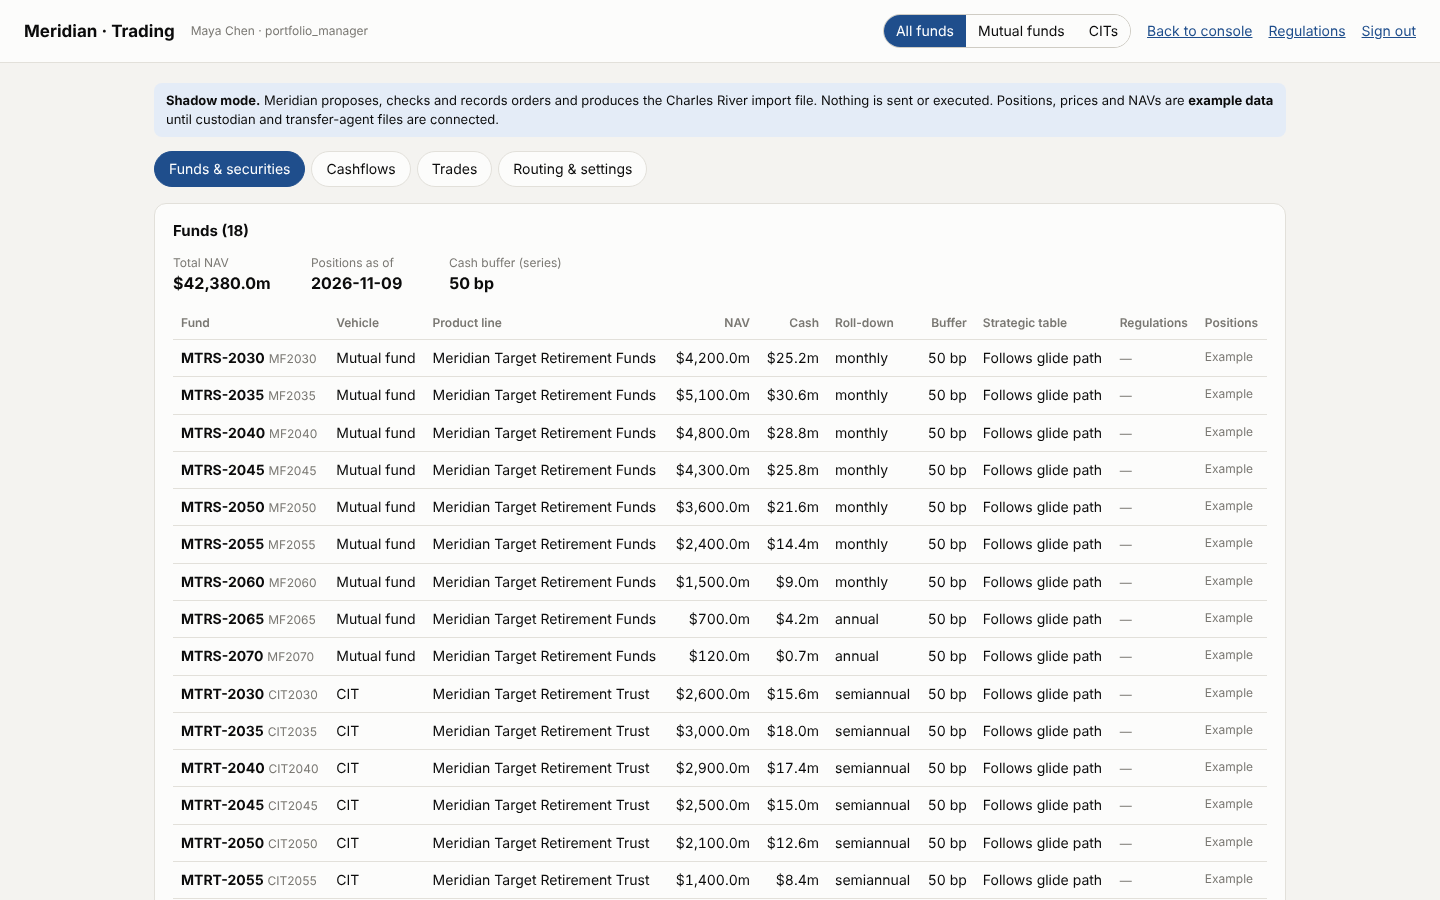 Meridian · Trading Maya Chen · portfolio_manager All funds Mutual funds CITs Back to console Regulations Sign out
Shadow mode. Meridian proposes, checks and records orders and produces the Charles River import file. Nothing is sent or executed. Positions, prices and NAVs are example data
until custodian and transfer-agent files are connected.
Funds & securities Cashflows Trades Routing & settings
Funds (18)
Total NAV Positions as of Cash buffer (series)
$42,380.0m 2026-11-09 50 bp
Fund Vehicle Product line NAV Cash Roll-down Buffer Strategic table Regulations Positions
MTRS-2030 MF2030 Mutual fund Meridian Target Retirement Funds $4,200.0m $25.2m monthly 50 bp Follows glide path — Example
MTRS-2035 MF2035 Mutual fund Meridian Target Retirement Funds $5,100.0m $30.6m monthly 50 bp Follows glide path — Example
MTRS-2040 MF2040 Mutual fund Meridian Target Retirement Funds $4,800.0m $28.8m monthly 50 bp Follows glide path — Example
MTRS-2045 MF2045 Mutual fund Meridian Target Retirement Funds $4,300.0m $25.8m monthly 50 bp Follows glide path — Example
MTRS-2050 MF2050 Mutual fund Meridian Target Retirement Funds $3,600.0m $21.6m monthly 50 bp Follows glide path — Example
MTRS-2055 MF2055 Mutual fund Meridian Target Retirement Funds $2,400.0m $14.4m monthly 50 bp Follows glide path — Example
MTRS-2060 MF2060 Mutual fund Meridian Target Retirement Funds $1,500.0m $9.0m monthly 50 bp Follows glide path — Example
MTRS-2065 MF2065 Mutual fund Meridian Target Retirement Funds $700.0m $4.2m annual 50 bp Follows glide path — Example
MTRS-2070 MF2070 Mutual fund Meridian Target Retirement Funds $120.0m $0.7m annual 50 bp Follows glide path — Example
MTRT-2030 CIT2030 CIT Meridian Target Retirement Trust $2,600.0m $15.6m semiannual 50 bp Follows glide path — Example
MTRT-2035 CIT2035 CIT Meridian Target Retirement Trust $3,000.0m $18.0m semiannual 50 bp Follows glide path — Example
MTRT-2040 CIT2040 CIT Meridian Target Retirement Trust $2,900.0m $17.4m semiannual 50 bp Follows glide path — Example
MTRT-2045 CIT2045 CIT Meridian Target Retirement Trust $2,500.0m $15.0m semiannual 50 bp Follows glide path — Example
MTRT-2050 CIT2050 CIT Meridian Target Retirement Trust $2,100.0m $12.6m semiannual 50 bp Follows glide path — Example
MTRT-2055 CIT2055 CIT Meridian Target Retirement Trust $1,400.0m $8.4m semiannual 50 bp Follows glide path — Example